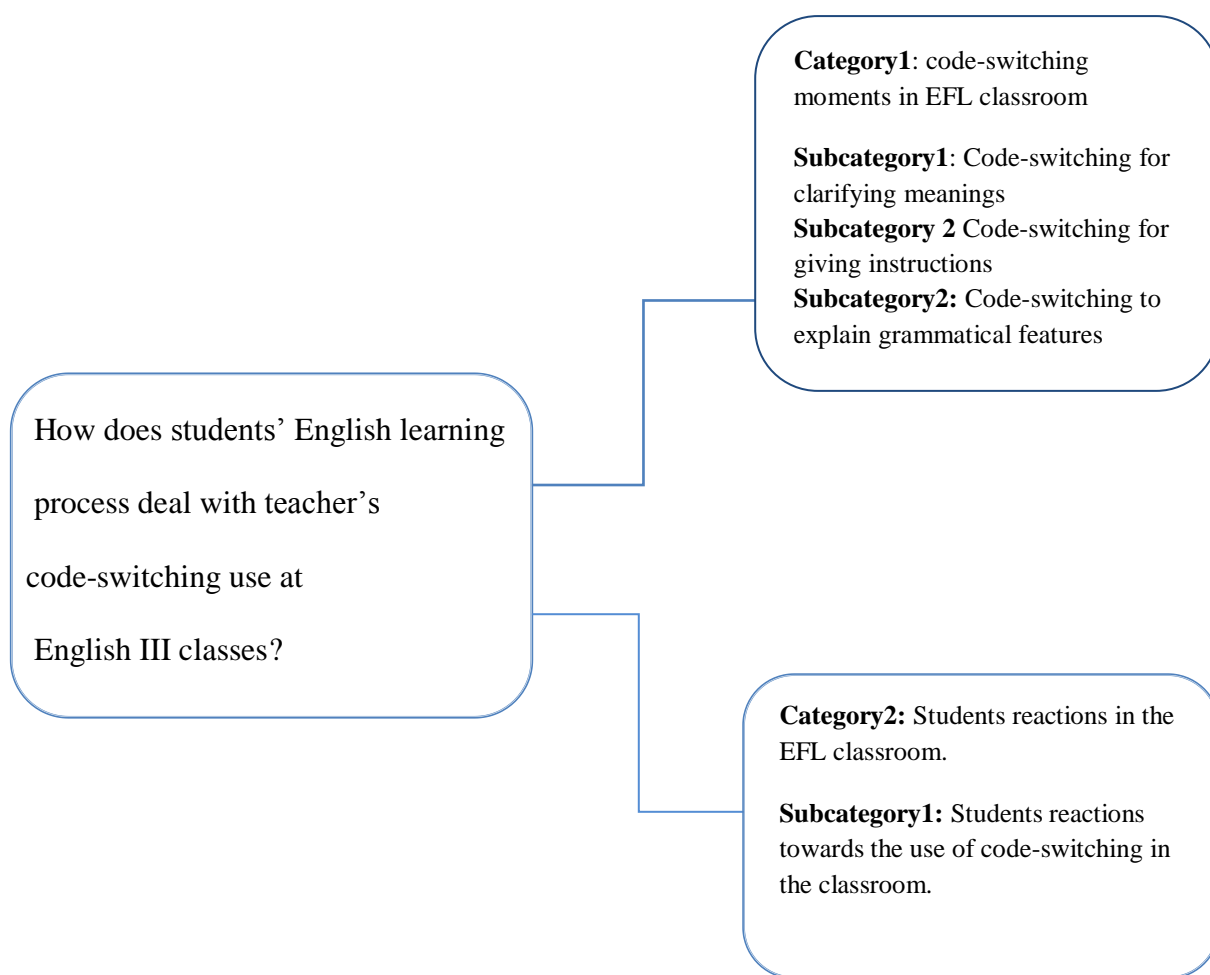 How does students’ English learning
process deal with teacher’s
code-switching use at
English III classes?
Category1: code-switching
moments in EFL classroom
Subcategory1: Code-switching for
clarifying meanings
Subcategory 2 Code-switching for
giving instructions
Subcategory2: Code-switching to
explain grammatical features
Category2: Students reactions in the
EFL classroom.
Subcategory1: Students reactions
towards the use of code-switching in
the classroom.